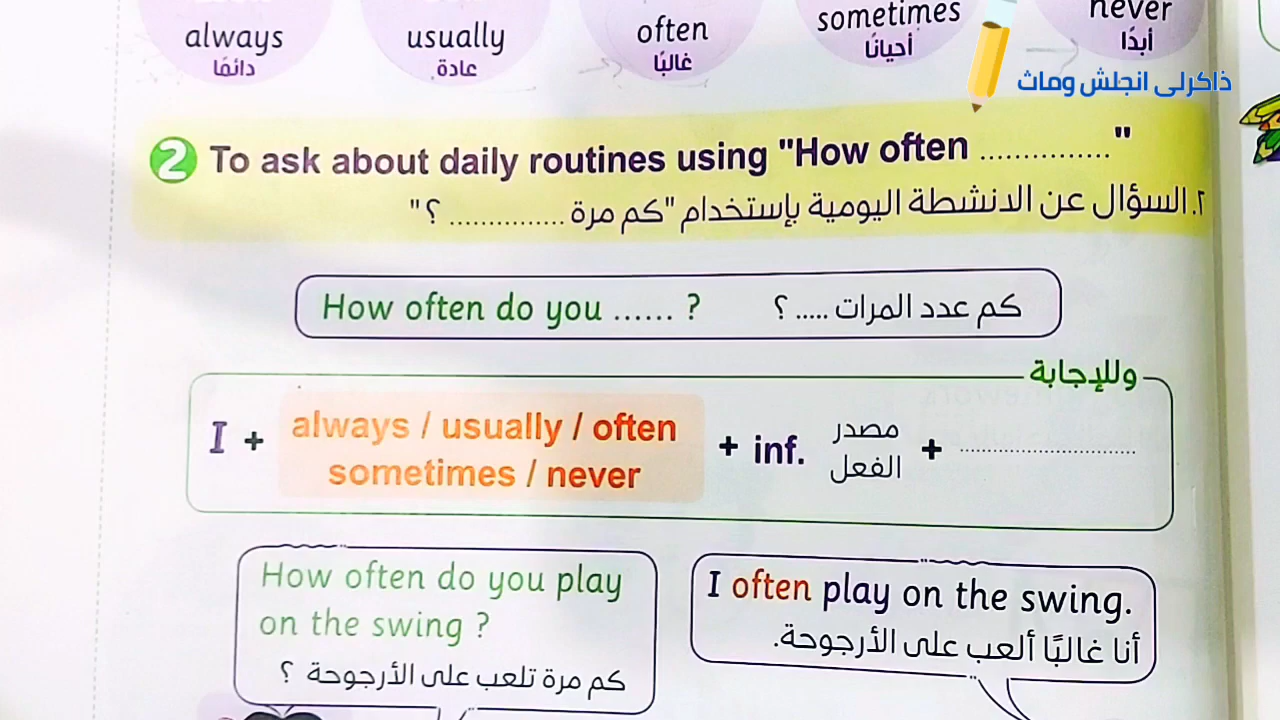 always
دائمًا
usually
عادة
often
غالبًا
sometimes
أحيانًا
never
أبدًا
ذاكرلى انجلش وماث
2 To ask about daily routines using "How often ..............."
٢. السؤال عن الانشطة اليومية بإستخدام "كم مرة ............... ؟"
How often do you ...... ? كم عدد المرات ..... ؟
وللإجابة
I + always / usually / often sometimes / never + inf. مصدر الفعل + ...............................
How often do you play
on the swing ?
كم مرة تلعب على الأرجوحة ؟
I often play on the swing.
أنا غالبًا ألعب على الأرجوحة.